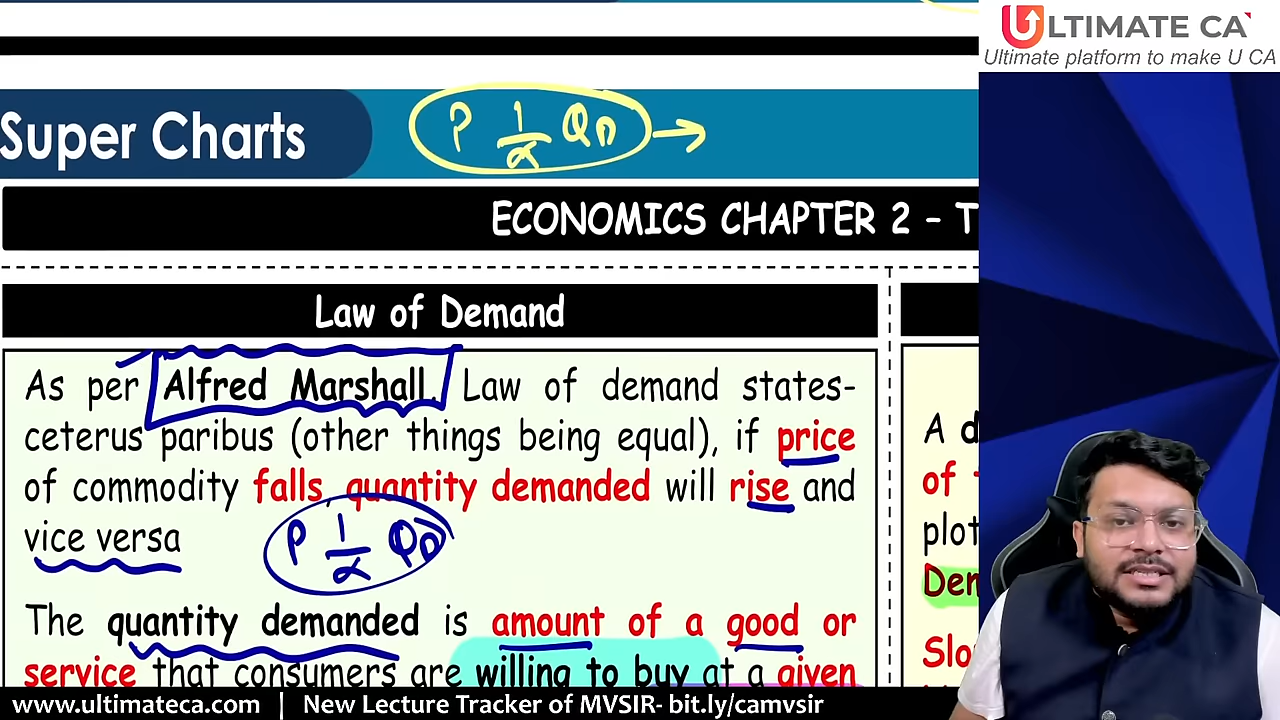 ULTIMATE CA
Ultimate platform to make U CA
Super Charts
P 1/α QD →
ECONOMICS CHAPTER 2 – T
Law of Demand
As per Alfred Marshall, Law of demand states-
ceterus paribus (other things being equal), if price
of commodity falls, quantity demanded will rise and
vice versa
P 1/α QD
The quantity demanded is amount of a good or
service that consumers are willing to buy at a given
A d
of t
plot
Den
Slo
www.ultimateca.com | New Lecture Tracker of MVSIR- bit.ly/camvsir